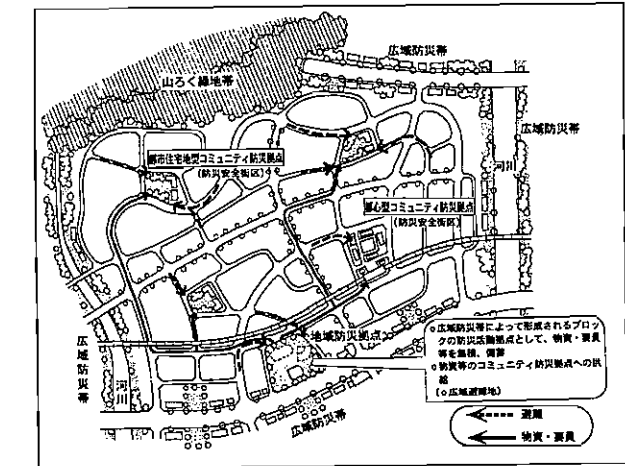 広域防災帯
山ろく緑地帯
広域防災帯
都市住宅地型コミュニティ防災拠点
(防災安全街区)
河川
都心型コミュニティ防災拠点
(防災安全街区)
地域防災拠点
広域防災帯
河川
広域防災帯
○広域防災帯によって形成されるブロッ
クの防災活動拠点として、物資・要員
等を集積、備蓄
○物資等のコミュニティ防災拠点への供
給
(○広域避難地)
避難
物資・要員